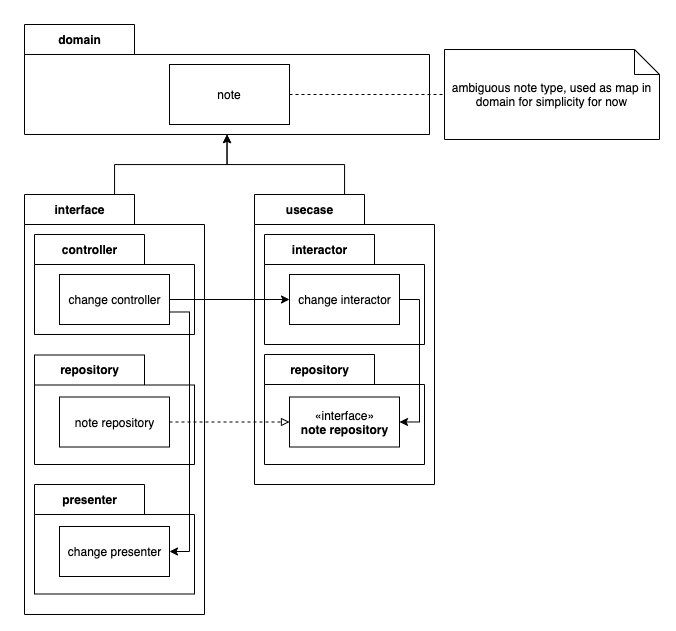 domain
note
ambiguous note type, used as map in
domain for simplicity for now
interface
controller
change controller
repository
note repository
presenter
change presenter
usecase
interactor
change interactor
repository
«interface»
note repository